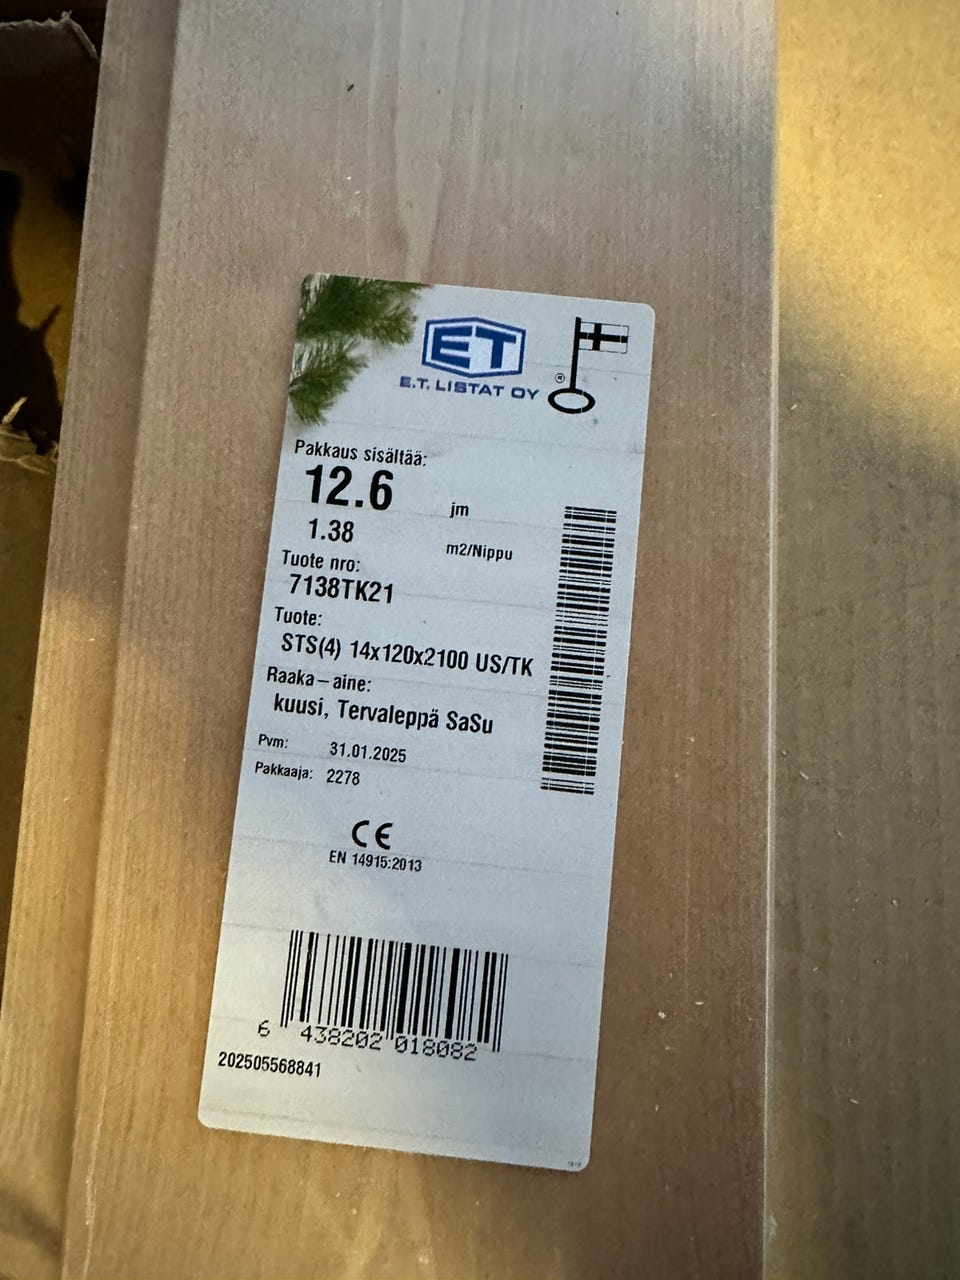 ET
E.T. LISTAT OY
®
Pakkaus sisältää:
12.6 jm
1.38 m2/Nippu
Tuote nro:
7138TK21
Tuote:
STS(4) 14x120x2100 US/TK
Raaka-aine:
kuusi, Tervaleppä SaSu
Pvm: 31.01.2025
Pakkaaja: 2278
CE
EN 14915:2013
6 438202 018082
202505568841